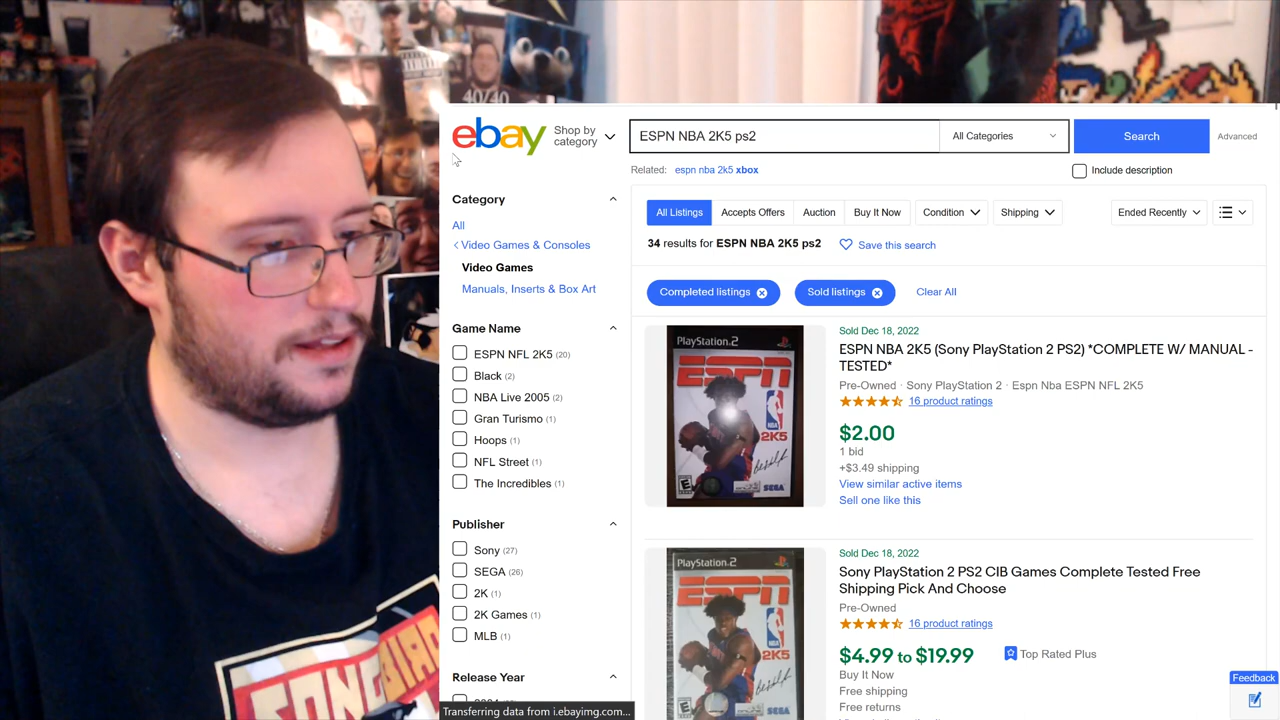 40/40
ebay
Shop by
category
ESPN NBA 2K5 ps2
All Categories
Search
Advanced
Related: espn nba 2k5 xbox
Include description
Category
All
Video Games & Consoles
Video Games
Manuals, Inserts & Box Art
Game Name
ESPN NFL 2K5 (20)
Black (2)
NBA Live 2005 (2)
Gran Turismo (1)
Hoops (1)
NFL Street (1)
The Incredibles (1)
Publisher
Sony (27)
SEGA (26)
2K (1)
2K Games (1)
MLB (1)
Release Year
Transferring data from i.ebayimg.com...
All Listings
Accepts Offers
Auction
Buy It Now
Condition
Shipping
Ended Recently
34 results for ESPN NBA 2K5 ps2
Save this search
Completed listings
Sold listings
Clear All
PlayStation.2
ESPN
NBA
2K5
SEGA
Sold Dec 18, 2022
ESPN NBA 2K5 (Sony PlayStation 2 PS2) *COMPLETE W/ MANUAL -
TESTED*
Pre-Owned · Sony PlayStation 2 · Espn Nba ESPN NFL 2K5
16 product ratings
$2.00
1 bid
+$3.49 shipping
View similar active items
Sell one like this
PlayStation.2
ESPN
NBA
2K5
SEGA
Sold Dec 18, 2022
Sony PlayStation 2 PS2 CIB Games Complete Tested Free
Shipping Pick And Choose
Pre-Owned
16 product ratings
$4.99 to $19.99
Top Rated Plus
Buy It Now
Free shipping
Free returns
Feedback